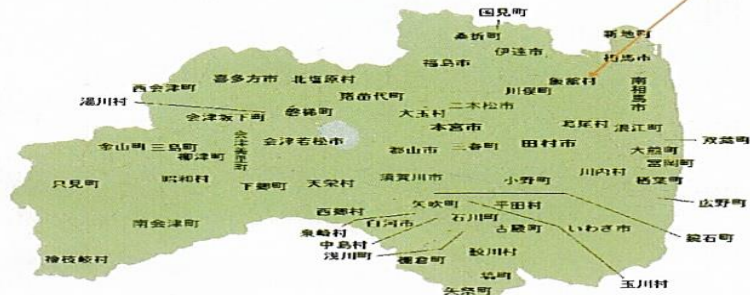 国見町
桑折町
新地町
伊達市
相馬市
福島市
飯舘村
喜多方市
北塩原村
南相馬市
西会津町
猪苗代町
川俣町
湯川村
二本松市
磐梯町
大玉村
会津坂下町
葛尾村
浪江町
本宮市
会津美里町
会津若松市
田村市
双葉町
金山町
三島町
郡山市
三春町
大熊町
柳津町
富岡町
川内村
只見町
昭和村
下郷町
天栄村
須賀川市
小野町
楢葉町
広野町
矢吹町
平田村
西郷村
南会津町
白河市
石川町
泉崎村
古殿町
いわき市
鏡石町
中島村
浅川町
鮫川村
檜枝岐村
棚倉町
塙町
玉川村
矢祭町